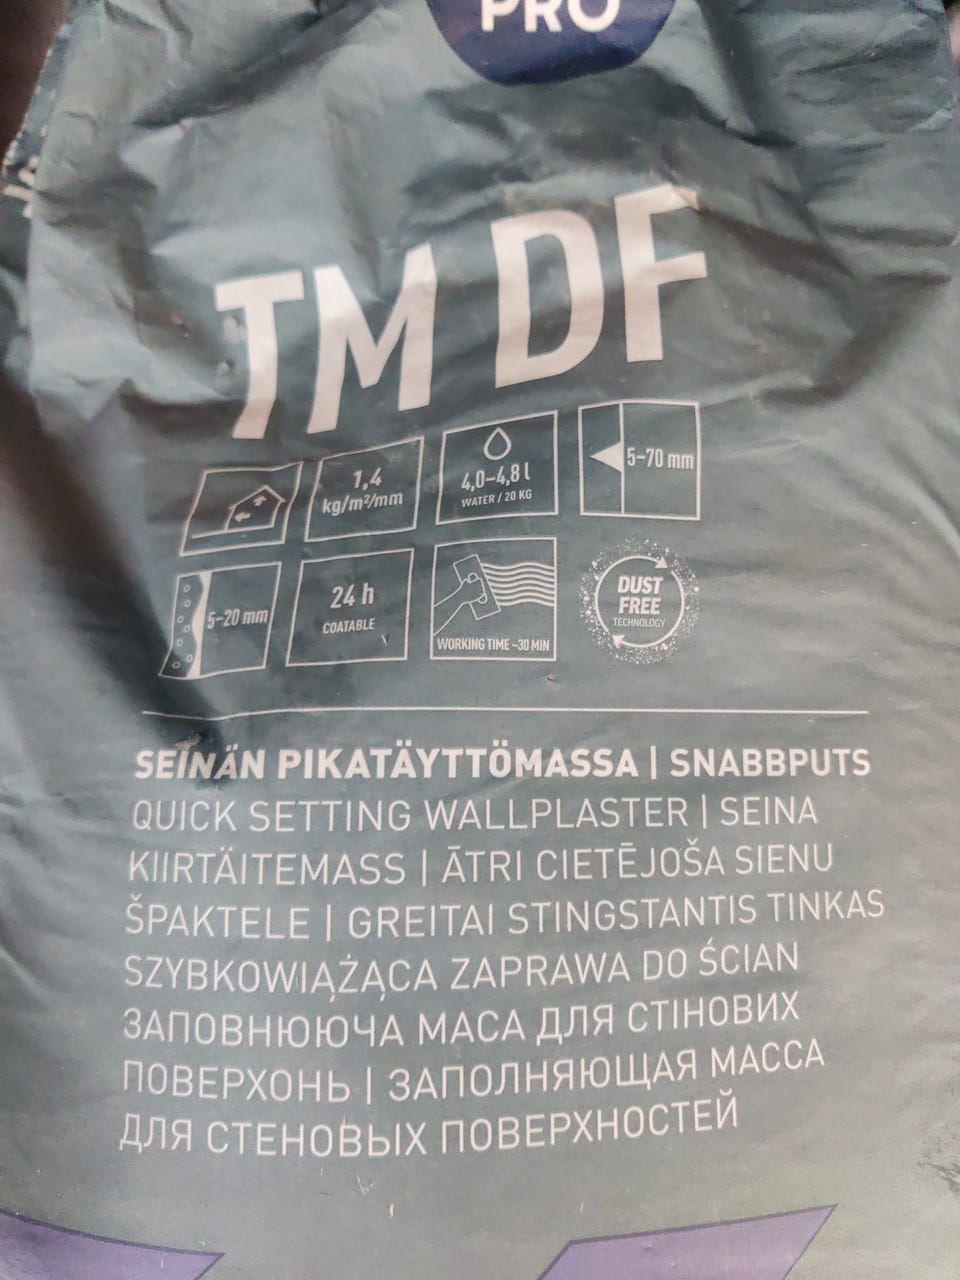 PRO
TM DF
1,4
kg/m²/mm
4,0–4,8 l
WATER / 20 KG
5–70 mm
5–20 mm
24 h
COATABLE
WORKING TIME ~30 MIN
DUST
FREE
TECHNOLOGY
SEINÄN PIKATÄYTTÖMASSA | SNABBPUTS
QUICK SETTING WALLPLASTER | SEINA
KIIRTÄITEMASS | ĀTRI CIETĒJOŠA SIENU
ŠPAKTELE | GREITAI STINGSTANTIS TINKAS
SZYBKOWIĄŻĄCA ZAPRAWA DO ŚCIAN
ЗАПОВНЮЮЧА МАСА ДЛЯ СТІНОВИХ
ПОВЕРХОНЬ | ЗАПОЛНЯЮЩАЯ МАССА
ДЛЯ СТЕНОВЫХ ПОВЕРХНОСТЕЙ